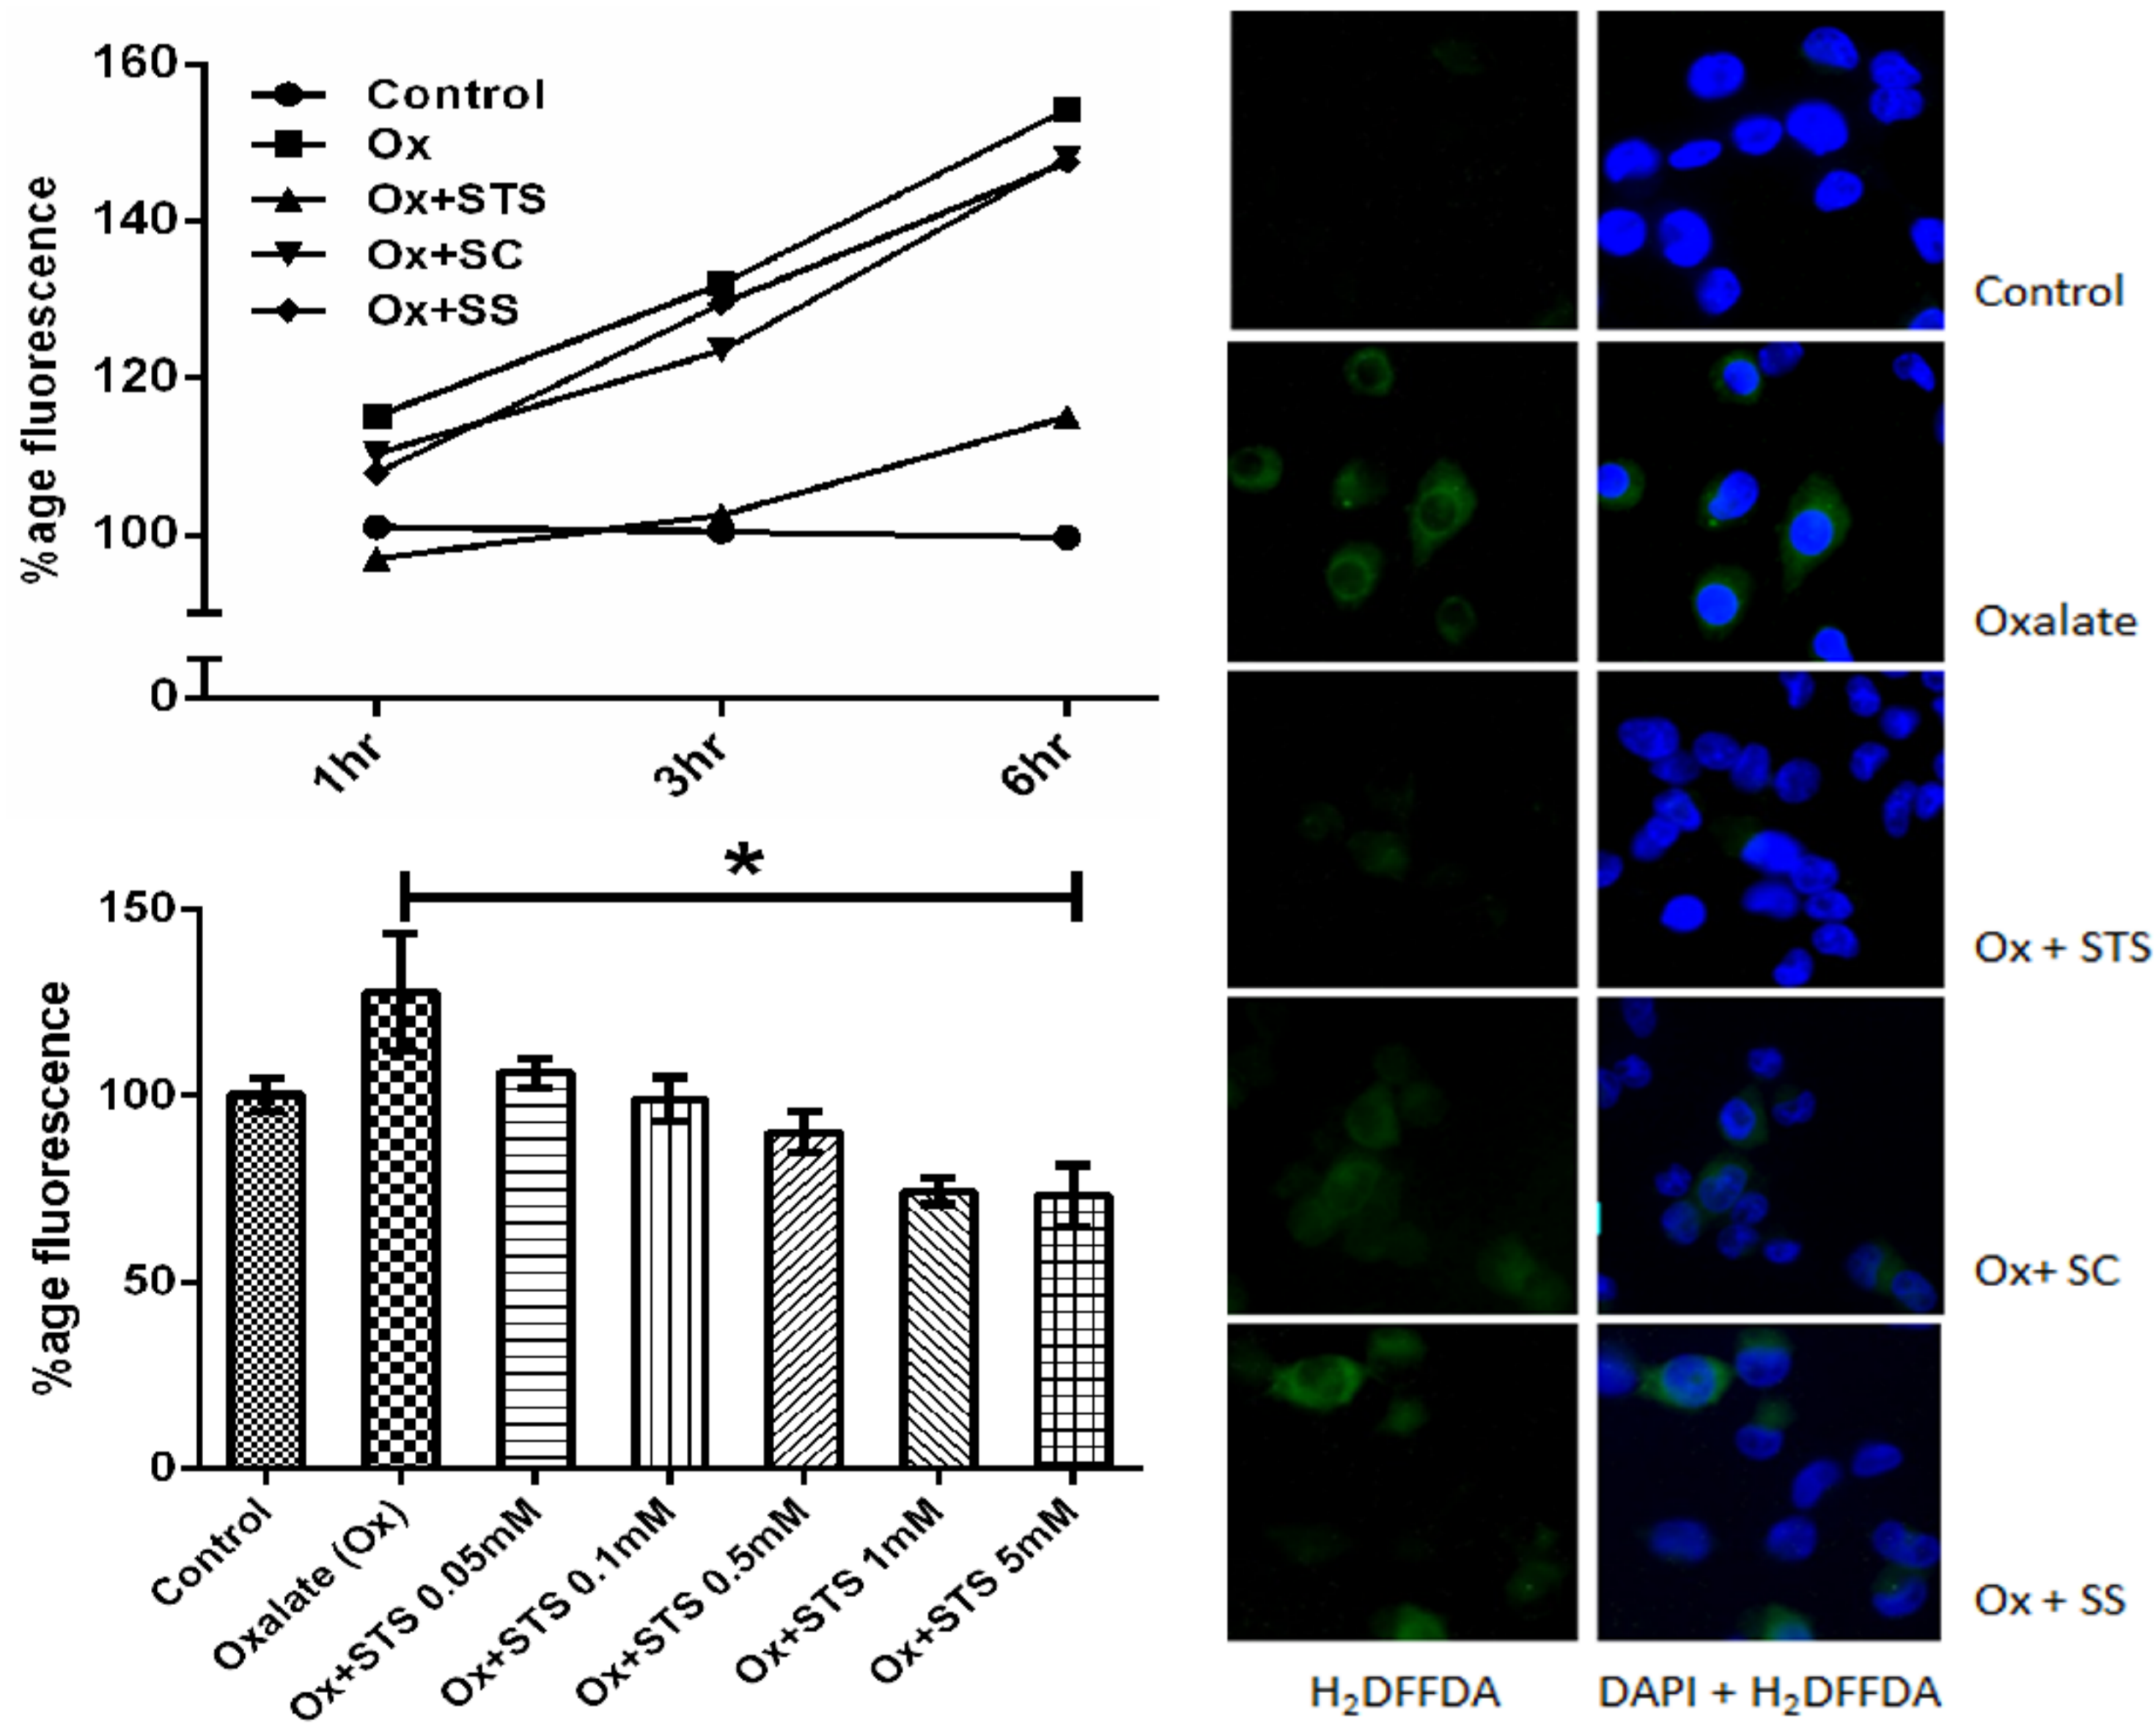 160
140
120
100
0
%age fluorescence
Control
Ox
Ox+STS
Ox+SC
Ox+SS
1hr
3hr
6hr
*
150
100
50
0
%age fluorescence
Control
Oxalate (Ox)
Ox+STS 0.05mM
Ox+STS 0.1mM
Ox+STS 0.5mM
Ox+STS 1mM
Ox+STS 5mM
Control
Oxalate
Ox + STS
Ox+ SC
Ox + SS
H₂DFFDA
DAPI + H₂DFFDA